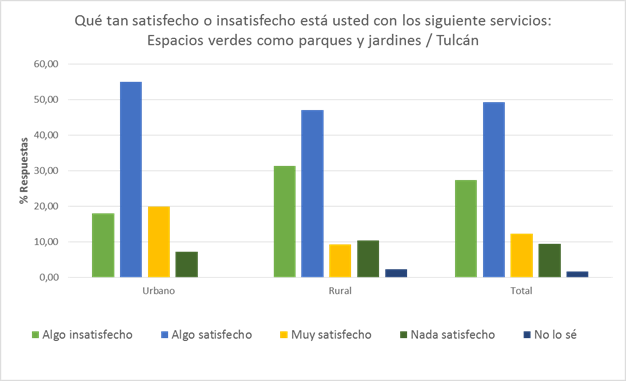 Qué tan satisfecho o insatisfecho está usted con los siguiente servicios:
Espacios verdes como parques y jardines / Tulcán
60,00
50,00
40,00
30,00
20,00
10,00
0,00
% Respuestas
Urbano
Rural
Total
Algo insatisfecho
Algo satisfecho
Muy satisfecho
Nada satisfecho
No lo sé